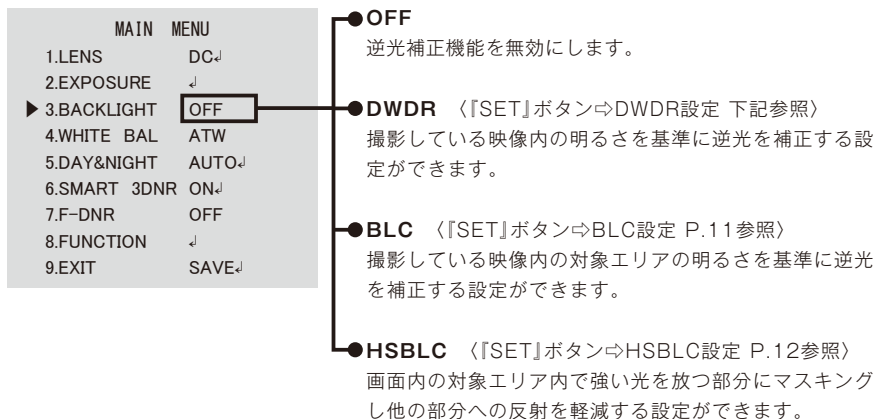 MAIN MENU
1.LENS DC↲
2.EXPOSURE ↲
▶ 3.BACKLIGHT OFF
4.WHITE BAL ATW
5.DAY&NIGHT AUTO↲
6.SMART 3DNR ON↲
7.F-DNR OFF
8.FUNCTION ↲
9.EXIT SAVE↲
●OFF
逆光補正機能を無効にします。
●DWDR 〈『SET』ボタン⇨DWDR設定 下記参照〉
撮影している映像内の明るさを基準に逆光を補正する設
定ができます。
●BLC 〈『SET』ボタン⇨BLC設定 P.11参照〉
撮影している映像内の対象エリアの明るさを基準に逆光
を補正する設定ができます。
●HSBLC 〈『SET』ボタン⇨HSBLC設定 P.12参照〉
画面内の対象エリア内で強い光を放つ部分にマスキング
し他の部分への反射を軽減する設定ができます。